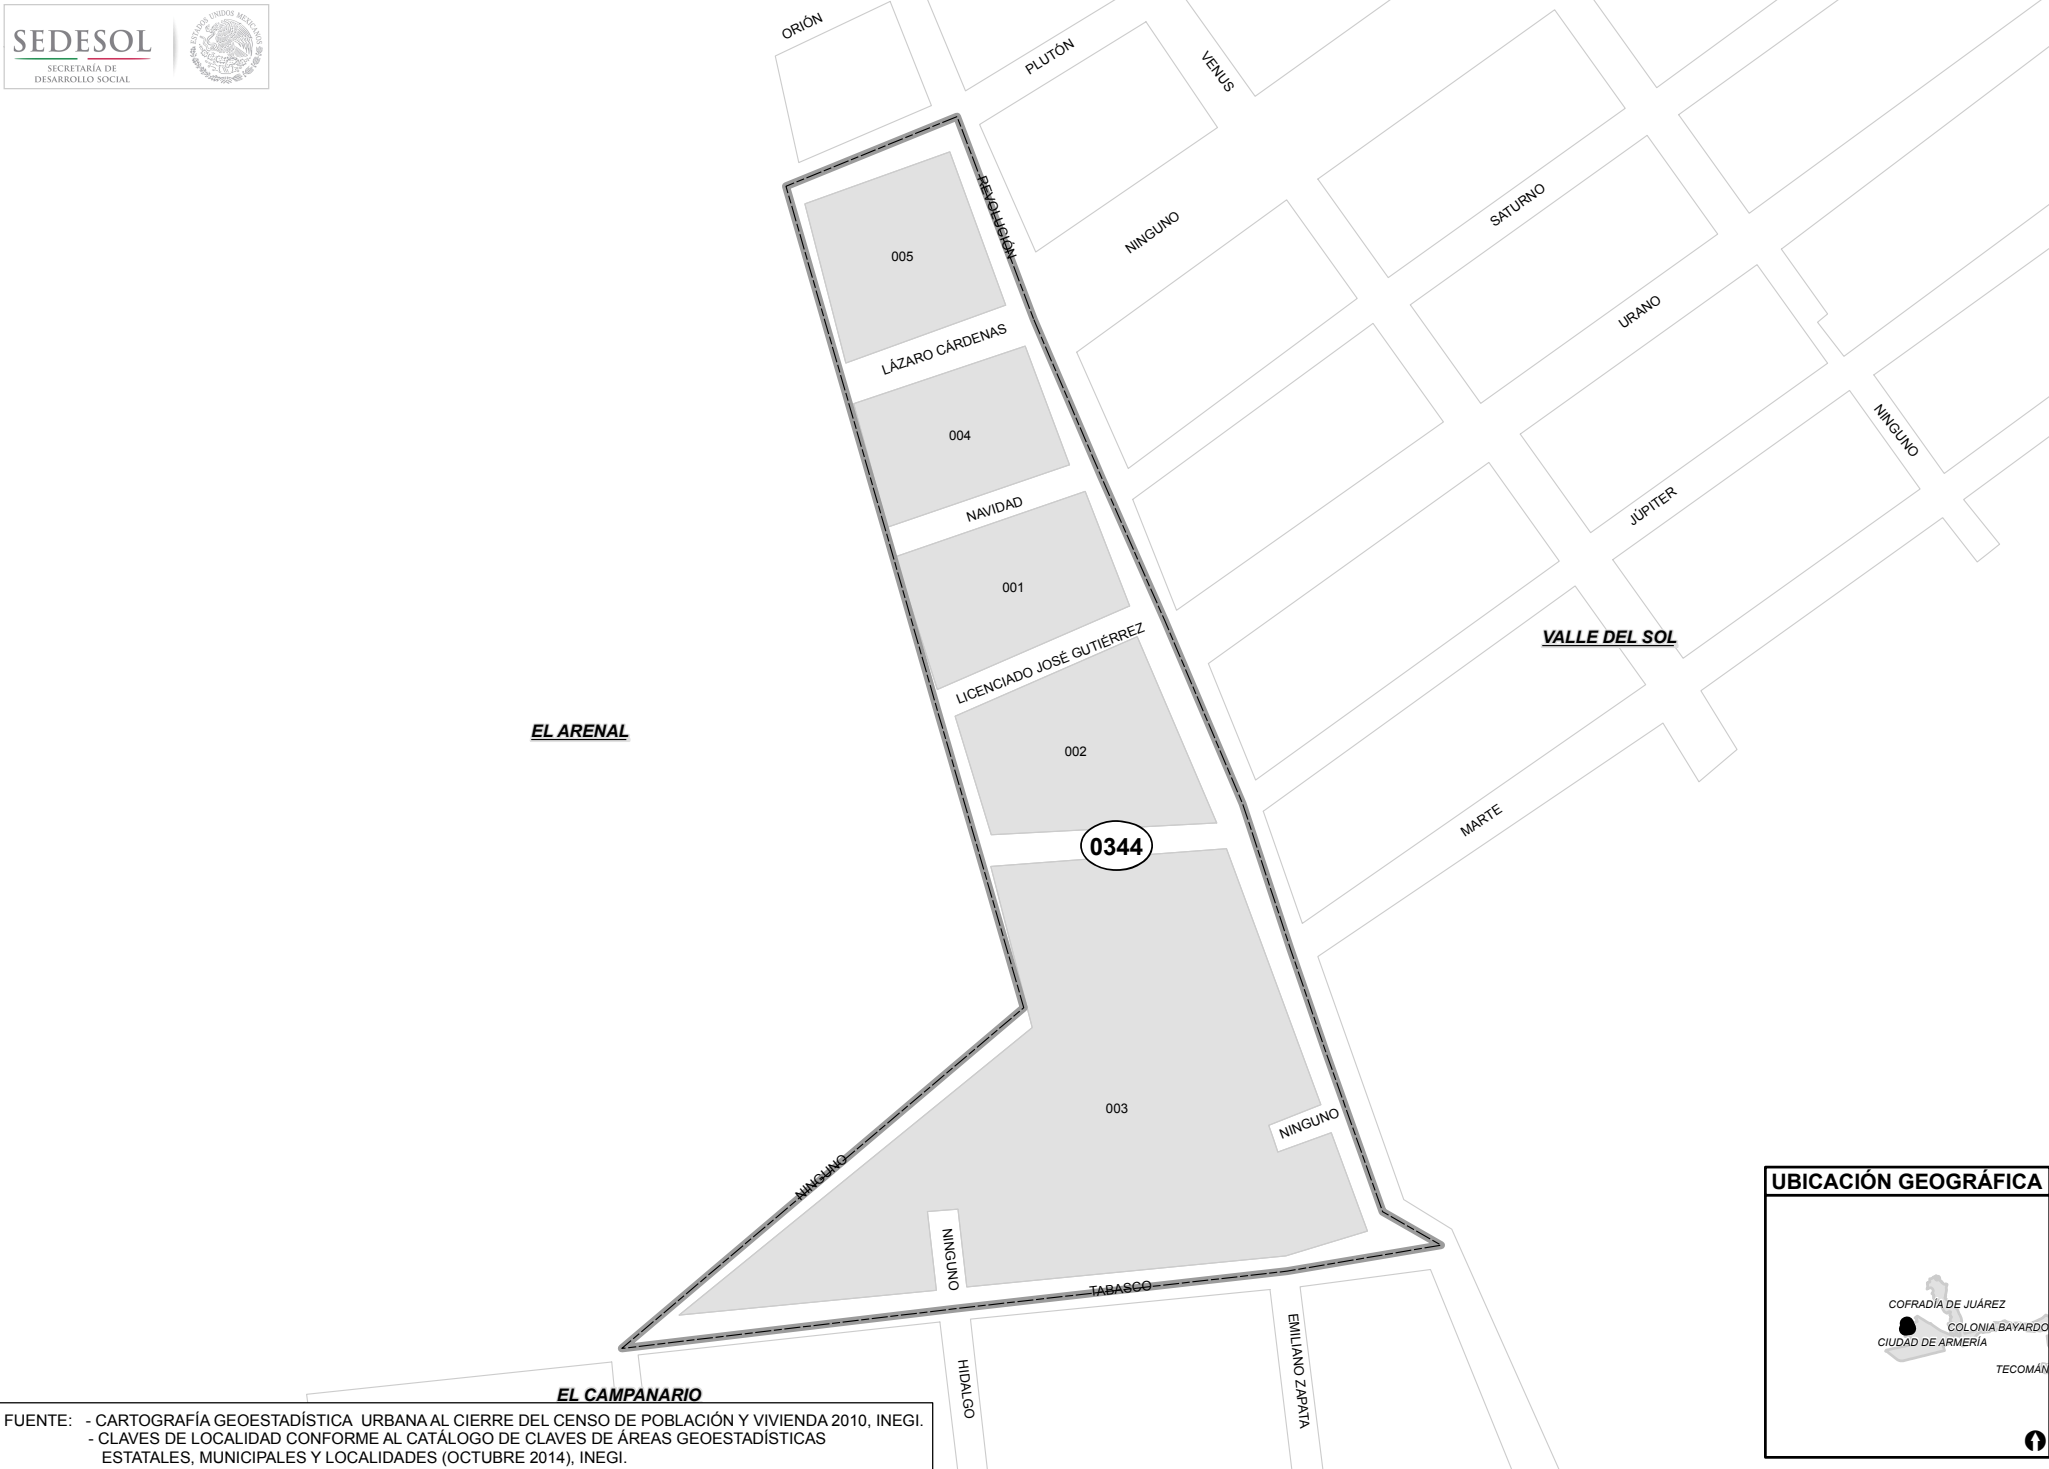 SEDESOL
SECRETARÍA DE
DESARROLLO SOCIAL
ESTADOS UNIDOS MEXICANOS
ORIÓN
PLUTÓN
VENUS
REVOLUCIÓN
NINGUNO
SATURNO
005
URANO
LÁZARO CÁRDENAS
004
NINGUNO
NAVIDAD
JÚPITER
001
LICENCIADO JOSÉ GUTIÉRREZ
VALLE DEL SOL
EL ARENAL
002
MARTE
0344
003
NINGUNO
NINGUNO
NINGUNO
TABASCO
EMILIANO ZAPATA
HIDALGO
EL CAMPANARIO
UBICACIÓN GEOGRÁFICA
COFRADÍA DE JUÁREZ
COLONIA BAYARDO
CIUDAD DE ARMERÍA
TECOMÁN
FUENTE: - CARTOGRAFÍA GEOESTADÍSTICA URBANA AL CIERRE DEL CENSO DE POBLACIÓN Y VIVIENDA 2010, INEGI.
- CLAVES DE LOCALIDAD CONFORME AL CATÁLOGO DE CLAVES DE ÁREAS GEOESTADÍSTICAS
ESTATALES, MUNICIPALES Y LOCALIDADES (OCTUBRE 2014), INEGI.